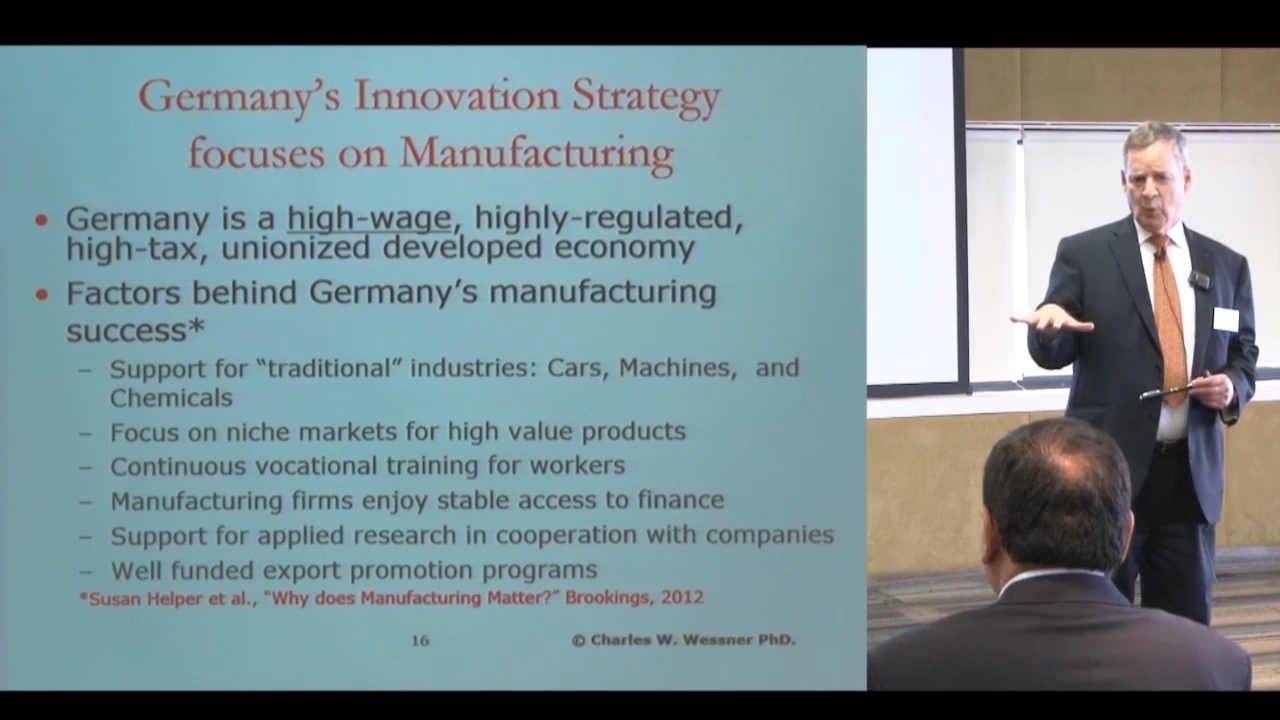 Germany's Innovation Strategy
focuses on Manufacturing
• Germany is a high-wage, highly-regulated,
high-tax, unionized developed economy
• Factors behind Germany's manufacturing
success*
– Support for "traditional" industries: Cars, Machines, and
Chemicals
– Focus on niche markets for high value products
– Continuous vocational training for workers
– Manufacturing firms enjoy stable access to finance
– Support for applied research in cooperation with companies
– Well funded export promotion programs
*Susan Helper et al., "Why does Manufacturing Matter?" Brookings, 2012
16
© Charles W. Wessner PhD.